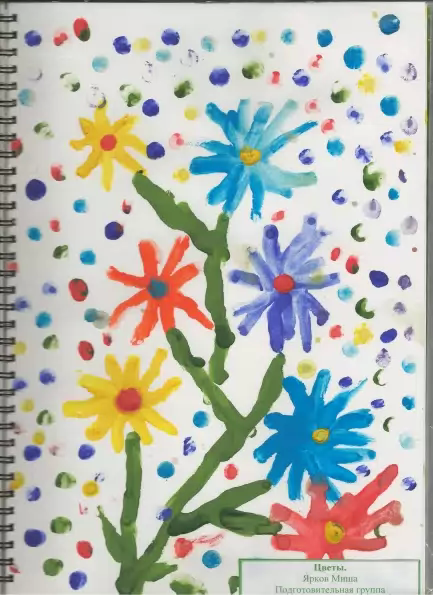 Цветы.
Ярков Миша
Подготовительная группа